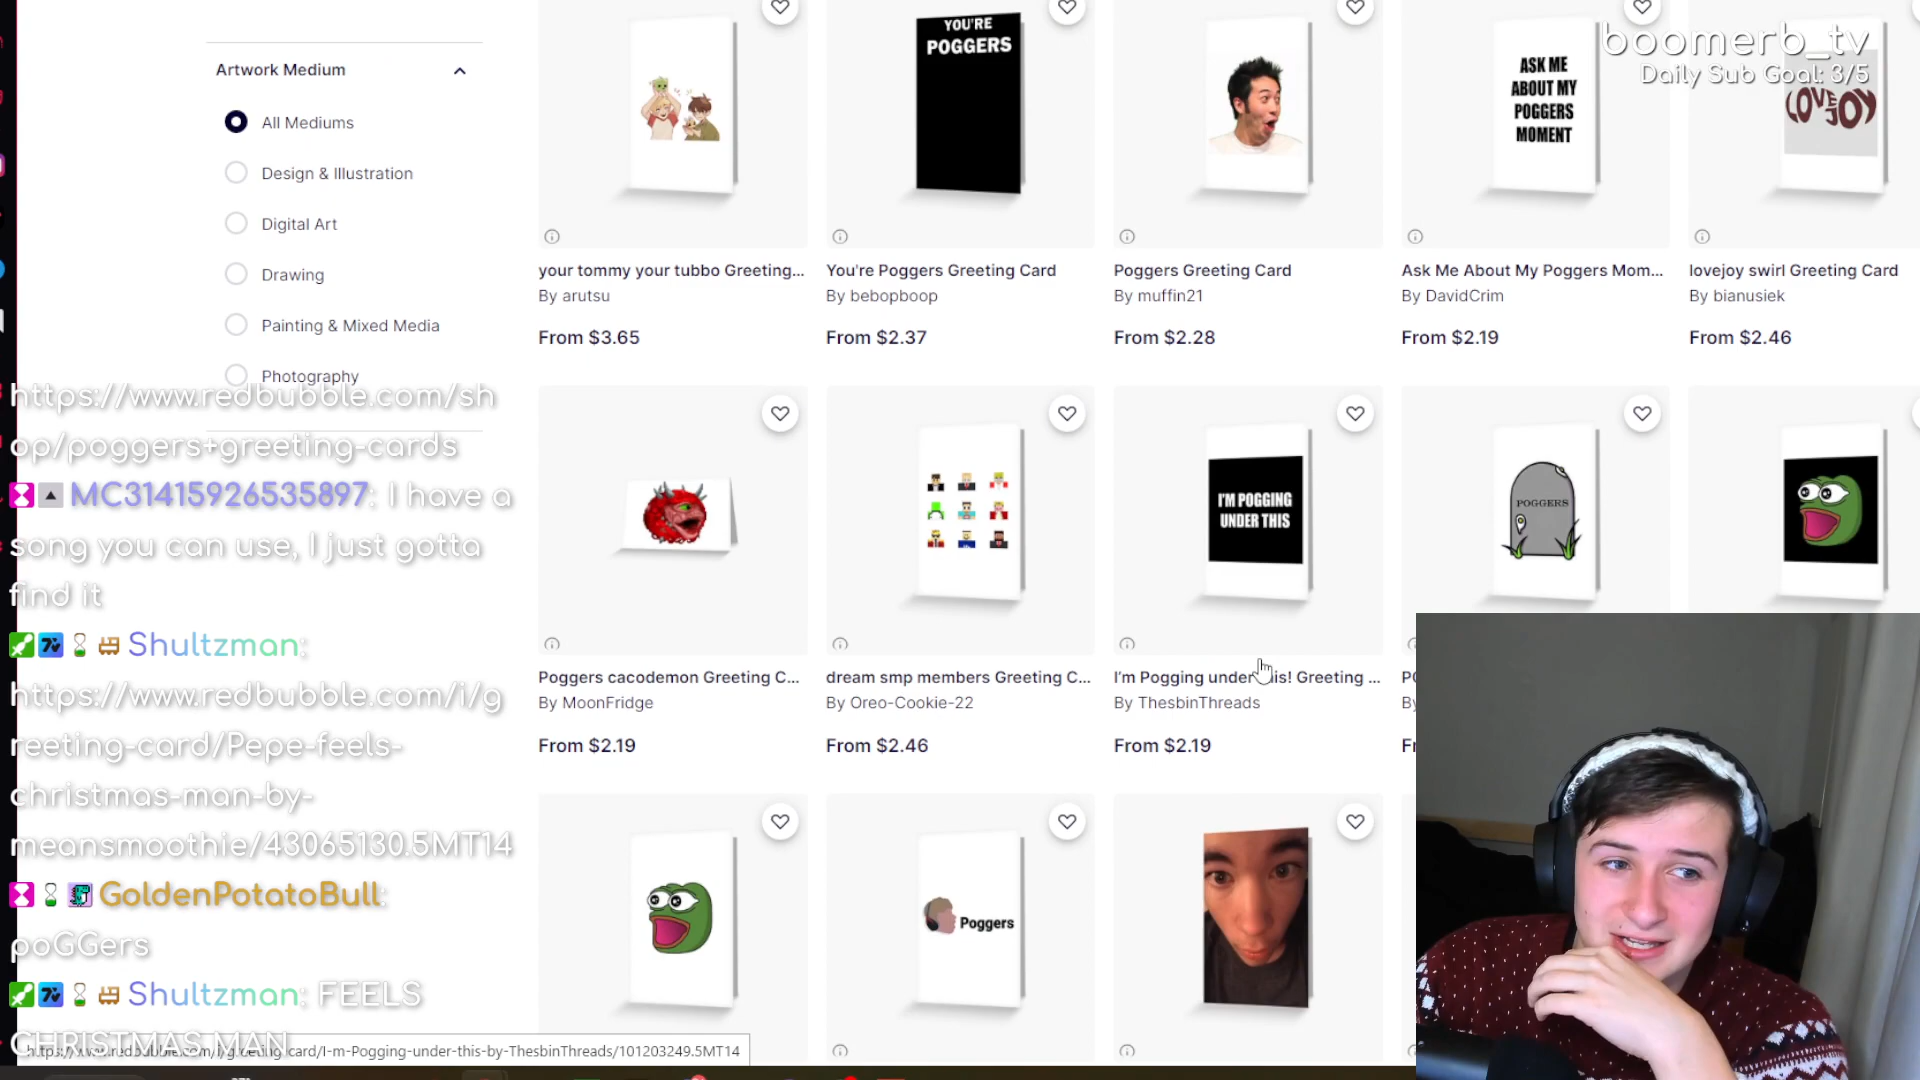 boomerb_tv
Daily Sub Goal: 3/5
Artwork Medium
All Mediums
Design & Illustration
Digital Art
Drawing
Painting & Mixed Media
Photography
YOU'RE
POGGERS
ASK ME
ABOUT MY
POGGERS
MOMENT
LOVE
JOY
your tommy your tubbo Greeting...
By arutsu
From $3.65
You're Poggers Greeting Card
By bebopboop
From $2.37
Poggers Greeting Card
By muffin21
From $2.28
Ask Me About My Poggers Mom...
By DavidCrim
From $2.19
lovejoy swirl Greeting Card
By bianusiek
From $2.46
I'M POGGING
UNDER THIS
POGGERS
Poggers cacodemon Greeting C...
By MoonFridge
From $2.19
dream smp members Greeting C...
By Oreo-Cookie-22
From $2.46
I'm Pogging under this! Greeting ...
By ThesbinThreads
From $2.19
Poggers
https://www.redbubble.com/sh
op/poggers+greeting-cards
MC31415926535897: I have a
song you can use, I just gotta
find it
Shultzman:
https://www.redbubble.com/i/g
reeting-card/Pepe-feels-
christmas-man-by-
meansmoothie/43065130.5MT14
GoldenPotatoBull:
poGGers
Shultzman: FEELS
CHRISTMAS MAN
https://www.redbubble.com/i/greeting-card/I-m-Pogging-under-this-by-ThesbinThreads/101203249.5MT14